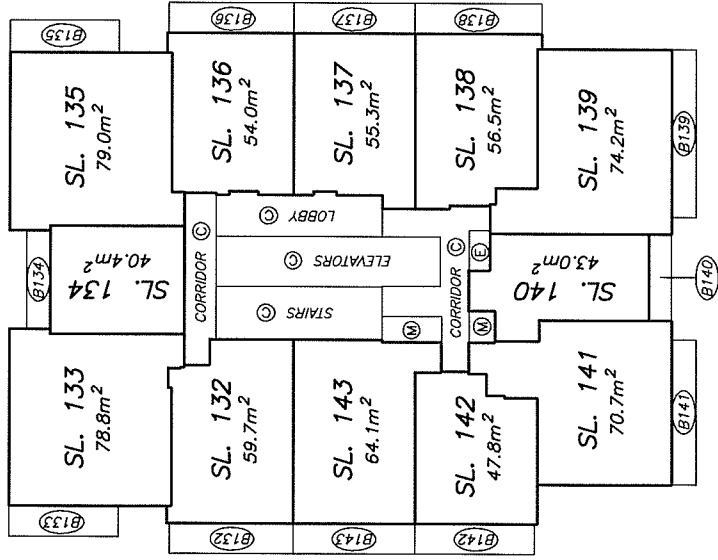 B135
B136
B137
B138
SL. 135
79.0m²
SL. 136
54.0m²
SL. 137
55.3m²
SL. 138
56.5m²
SL. 139
74.2m²
B139
B134
SL. 134
40.4m²
CORRIDOR C
LOBBY C
ELEVATORS C
STAIRS C
CORRIDOR C
E
M
M
SL. 140
43.0m²
B140
SL. 133
78.8m²
SL. 132
59.7m²
SL. 143
64.1m²
SL. 142
47.8m²
SL. 141
70.7m²
B141
B133
B132
B143
B142